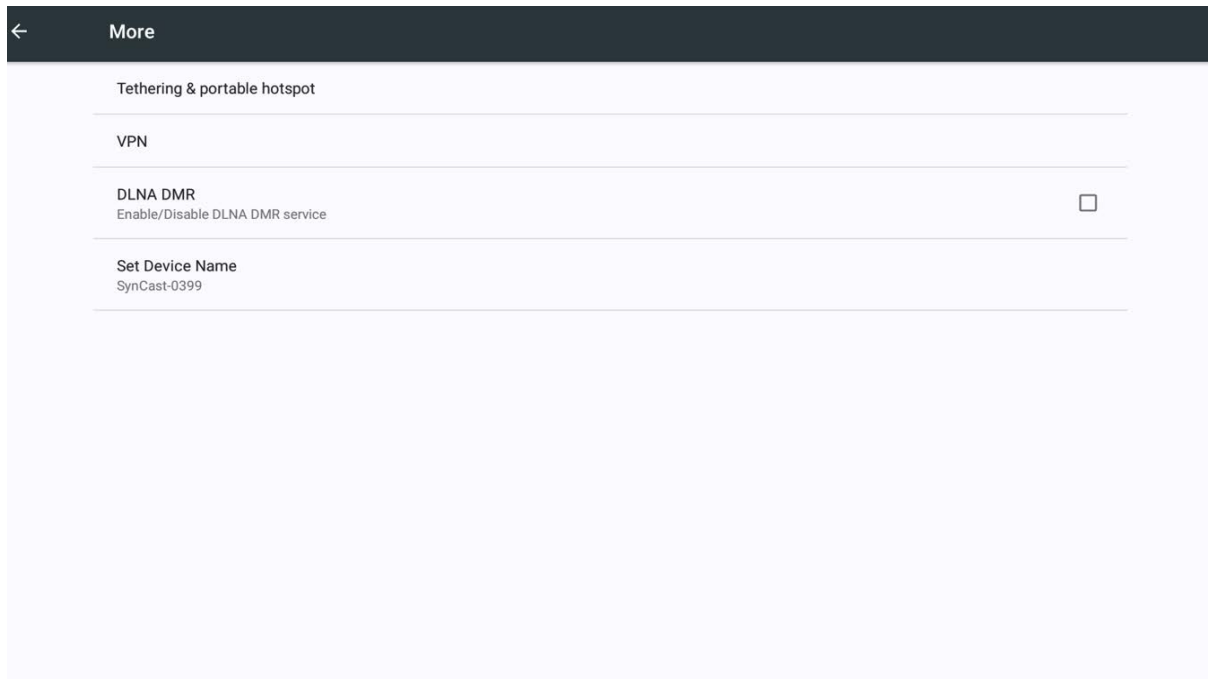 More
Tethering & portable hotspot
VPN
DLNA DMR
Enable/Disable DLNA DMR service
Set Device Name
SynCast-0399